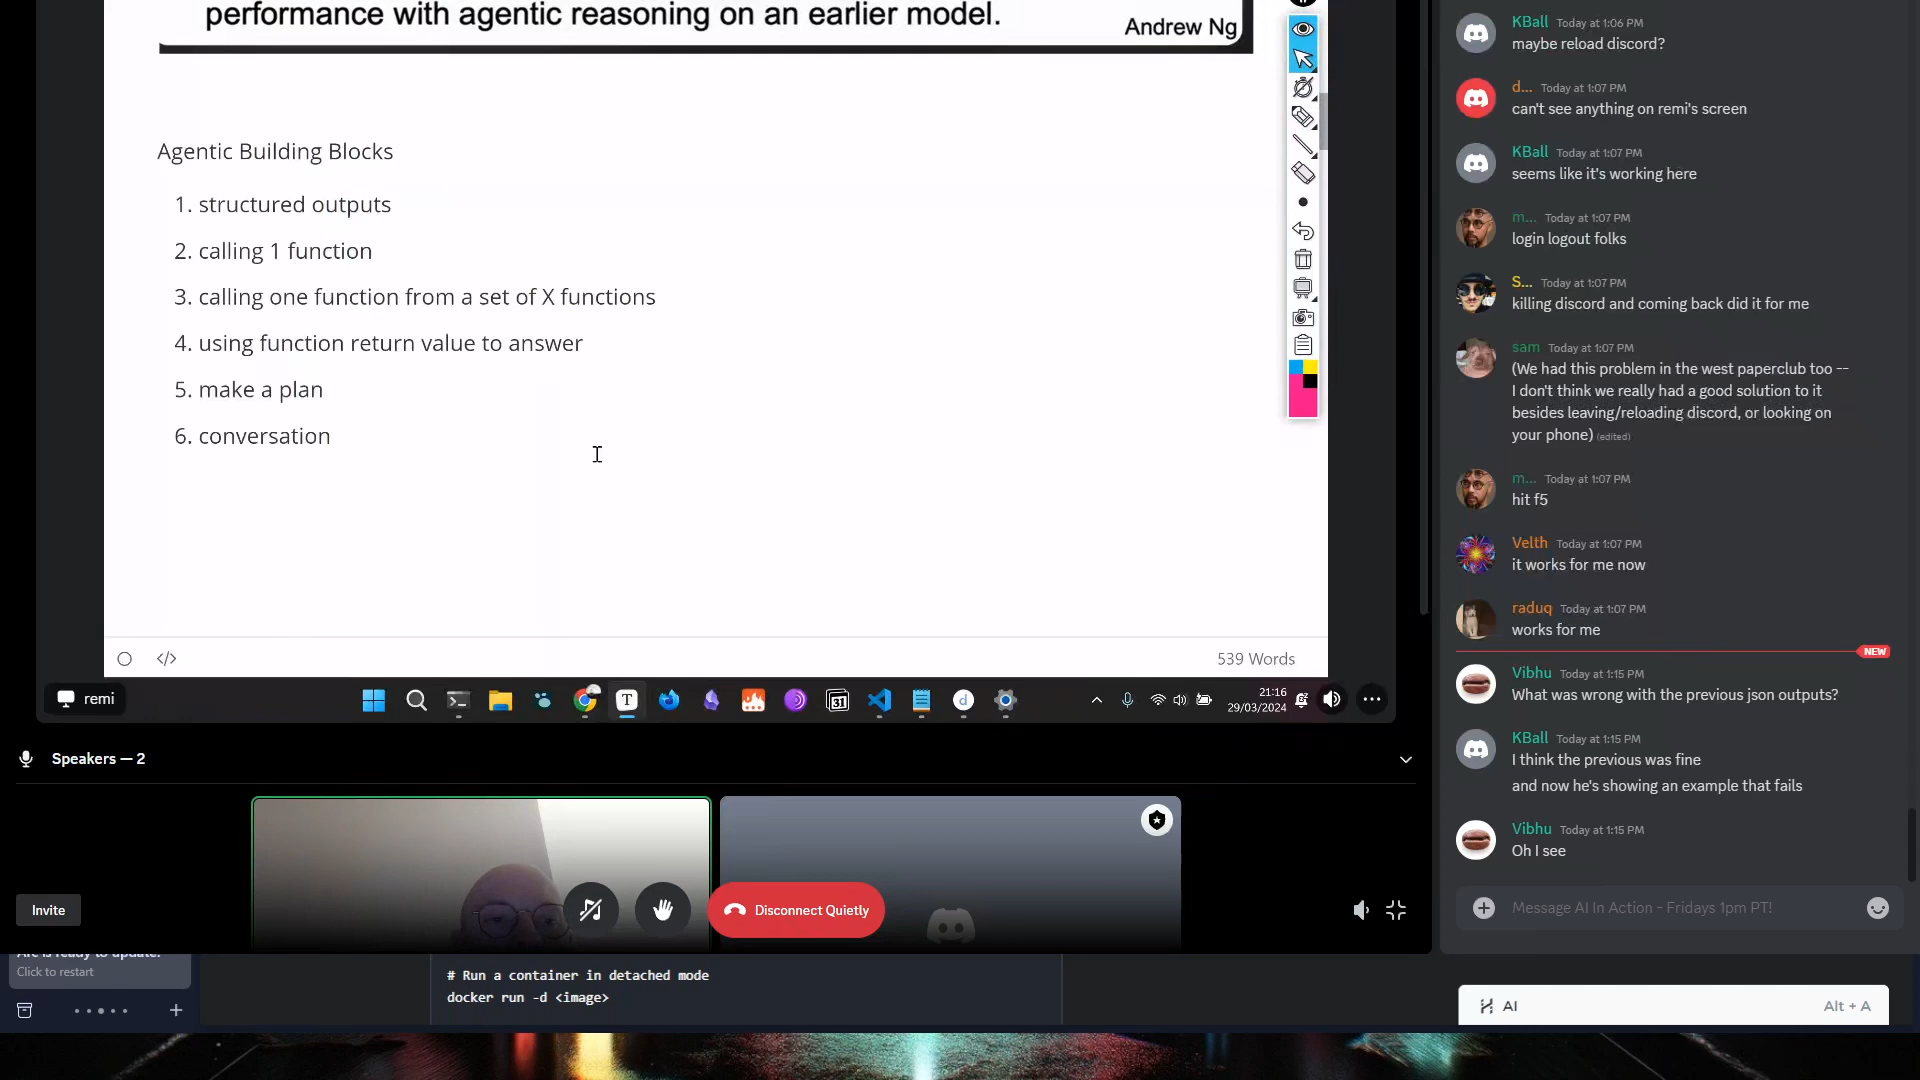 performance with agentic reasoning on an earlier model.
Andrew Ng
Agentic Building Blocks
1. structured outputs
2. calling 1 function
3. calling one function from a set of X functions
4. using function return value to answer
5. make a plan
6. conversation
539 Words
remi
31
21:16
29/03/2024
Speakers — 2
Invite
Disconnect Quietly
Click to restart
# Run a container in detached mode
docker run -d <image>
KBall Today at 1:06 PM
maybe reload discord?
d... Today at 1:07 PM
can't see anything on remi's screen
KBall Today at 1:07 PM
seems like it's working here
m... Today at 1:07 PM
login logout folks
S... Today at 1:07 PM
killing discord and coming back did it for me
sam Today at 1:07 PM
(We had this problem in the west paperclub too --
I don't think we really had a good solution to it
besides leaving/reloading discord, or looking on
your phone) (edited)
m... Today at 1:07 PM
hit f5
Velth Today at 1:07 PM
it works for me now
raduq Today at 1:07 PM
works for me
NEW
Vibhu Today at 1:15 PM
What was wrong with the previous json outputs?
KBall Today at 1:15 PM
I think the previous was fine
and now he's showing an example that fails
Vibhu Today at 1:15 PM
Oh I see
Message AI In Action - Fridays 1pm PT!
AI
Alt + A